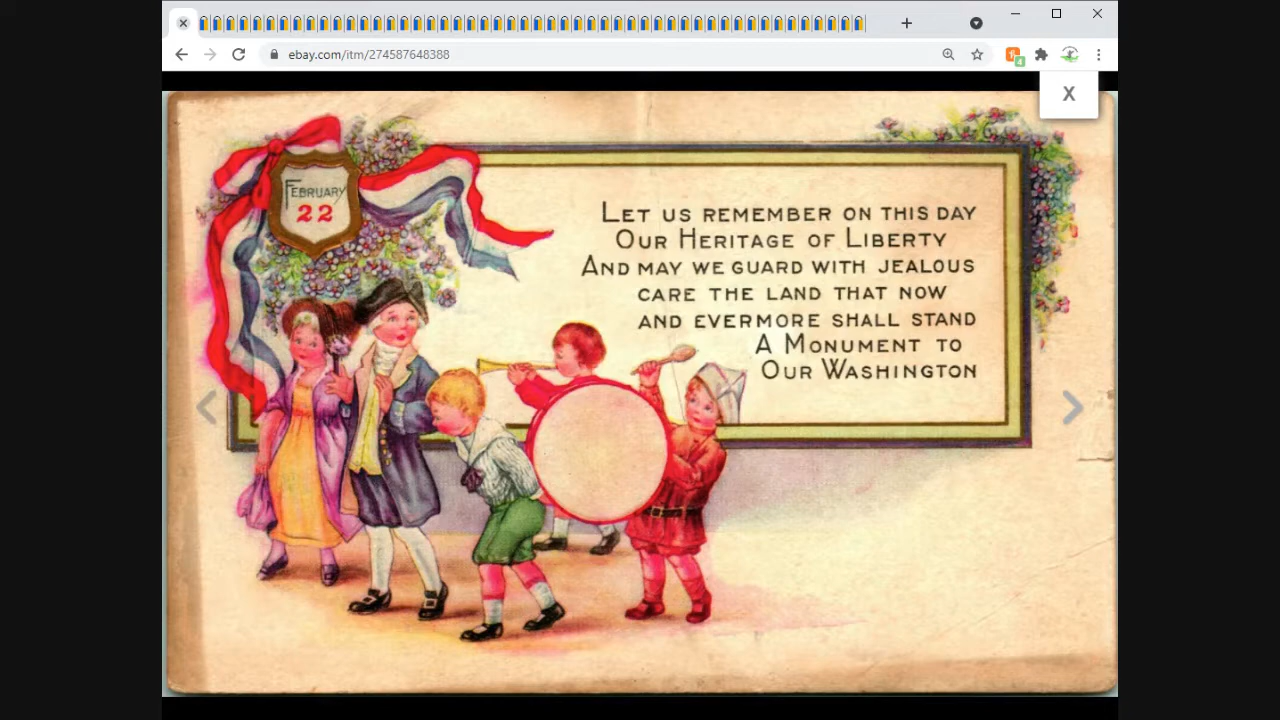 ebay.com/itm/274587648388
4
X
FEBRUARY
22
LET US REMEMBER ON THIS DAY
OUR HERITAGE OF LIBERTY
AND MAY WE GUARD WITH JEALOUS
CARE THE LAND THAT NOW
AND EVERMORE SHALL STAND
A MONUMENT TO
OUR WASHINGTON